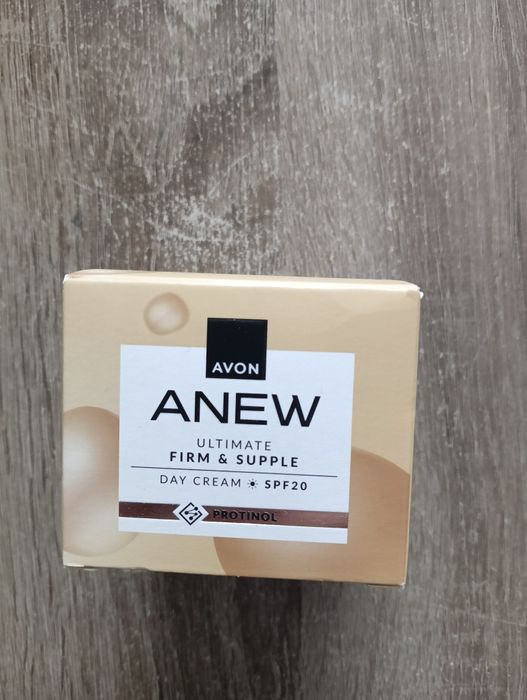 AVON
ANEW
ULTIMATE
FIRM & SUPPLE
DAY CREAM ☀ SPF20
PROTINOL